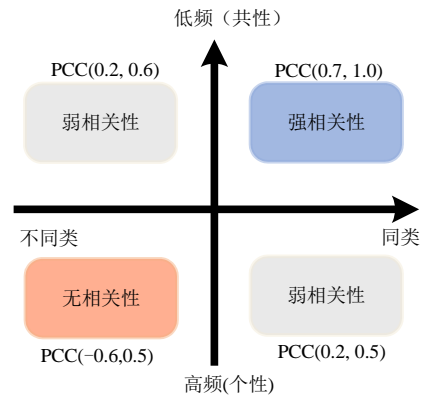 低频（共性）
PCC(0.2, 0.6)
PCC(0.7, 1.0)
弱相关性
强相关性
不同类
同类
无相关性
弱相关性
PCC(−0.6,0.5)
PCC(0.2, 0.5)
高频(个性)